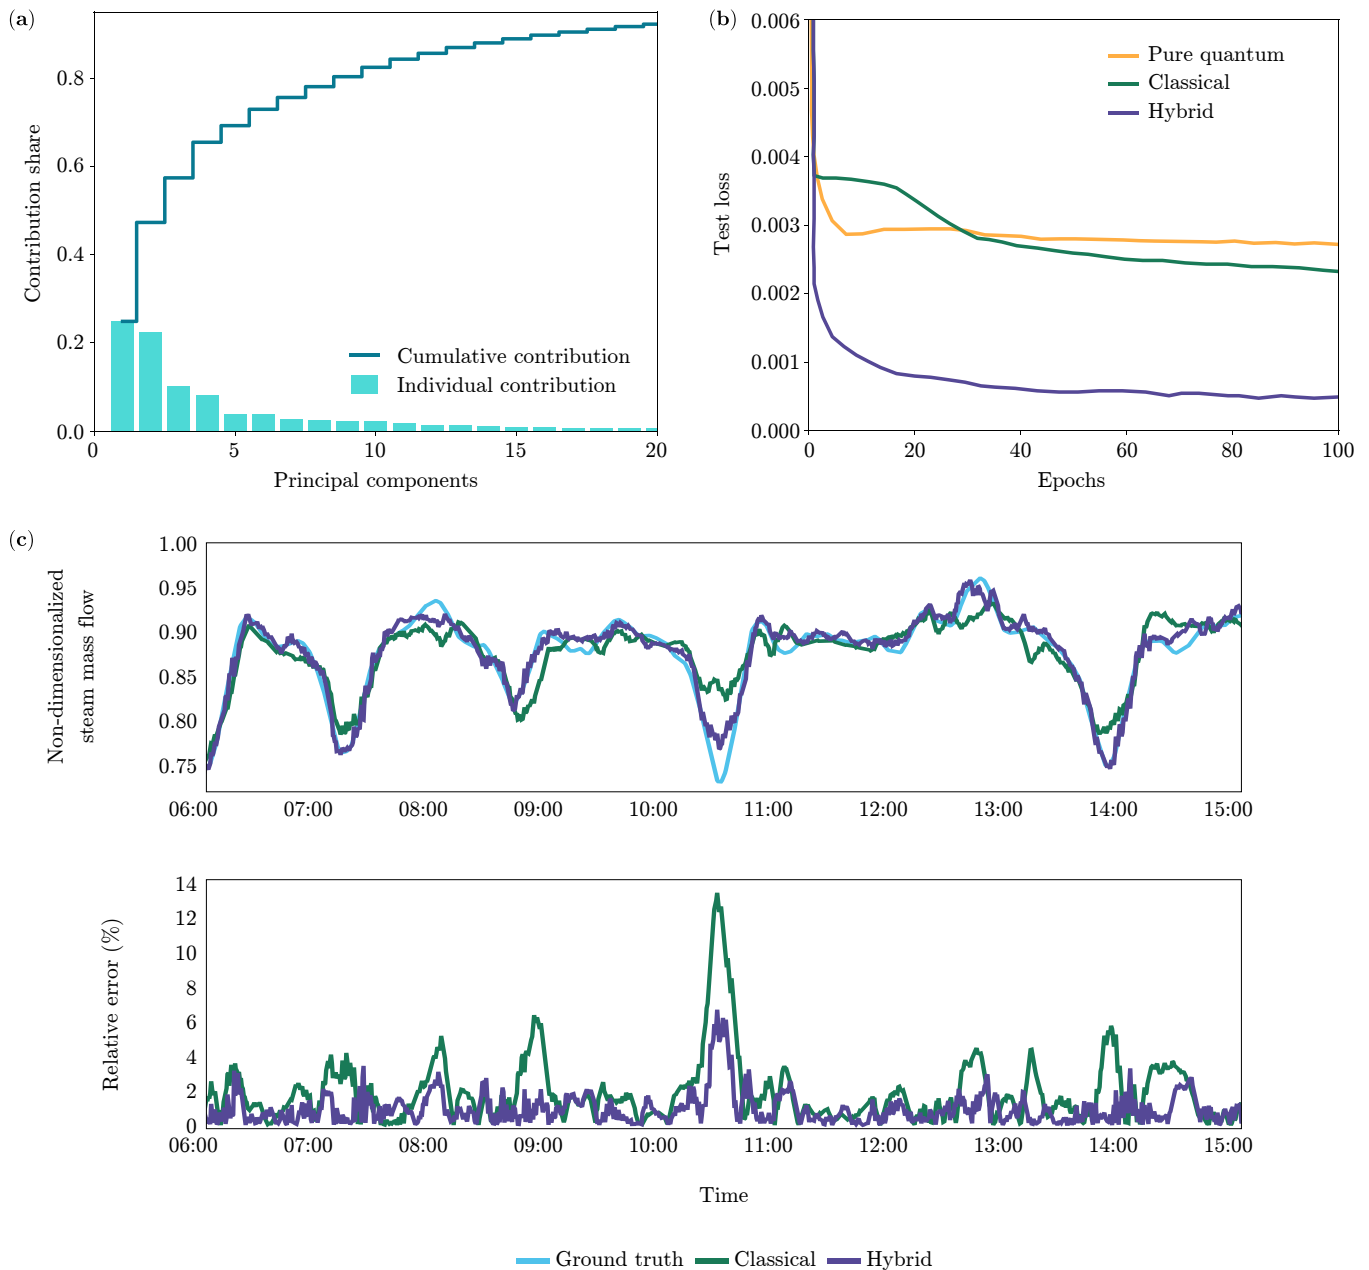 (a)
Contribution share
0.8
0.6
0.4
0.2
0.0
0 5 10 15 20
Principal components
Cumulative contribution
Individual contribution
(b)
Test loss
0.006
0.005
0.004
0.003
0.002
0.001
0.000
0 20 40 60 80 100
Epochs
Pure quantum
Classical
Hybrid
(c)
Non-dimensionalized
steam mass flow
1.00
0.95
0.90
0.85
0.80
0.75
06:00 07:00 08:00 09:00 10:00 11:00 12:00 13:00 14:00 15:00
Relative error (%)
14
12
10
8
6
4
2
0
06:00 07:00 08:00 09:00 10:00 11:00 12:00 13:00 14:00 15:00
Time
Ground truth Classical Hybrid